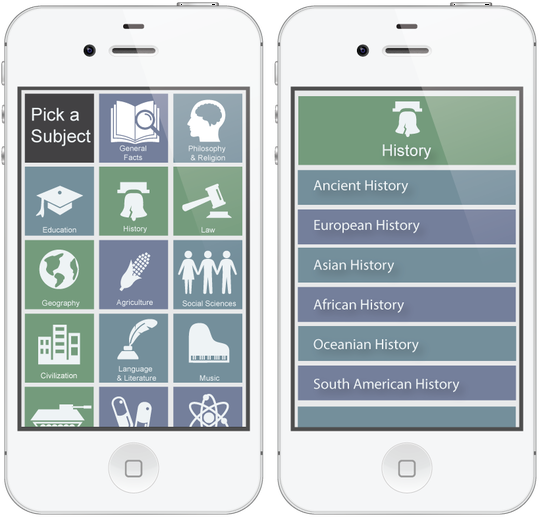 Pick a
Subject
General
Facts
Philosophy
& Religion
Education
History
Law
Geography
Agriculture
Social Sciences
Civilization
Language
& Literature
Music
History
Ancient History
European History
Asian History
African History
Oceanian History
South American History